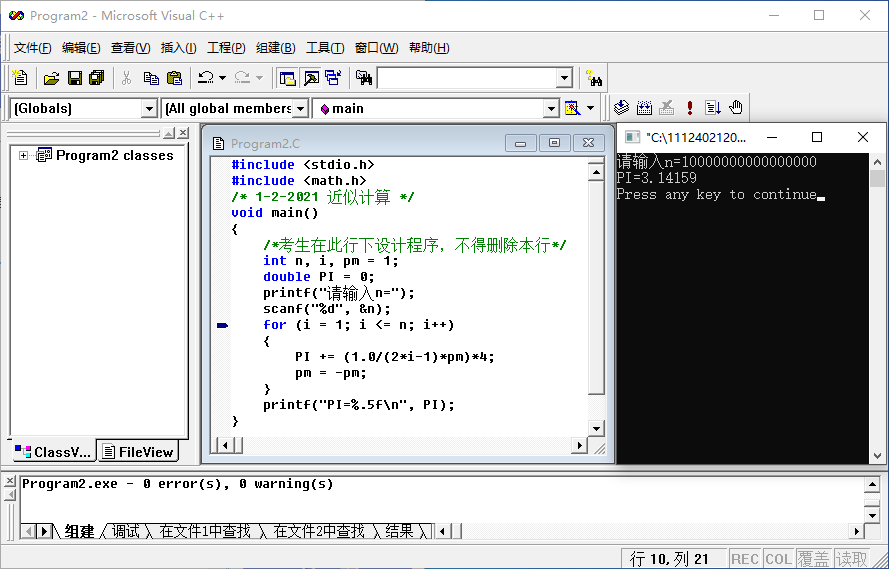 Program2 - Microsoft Visual C++
文件(F) 编辑(E) 查看(V) 插入(I) 工程(P) 组建(B) 工具(T) 窗口(W) 帮助(H)
(Globals) (All global members main
Program2 classes
ClassV... FileView
Program2.C
#include <stdio.h>
#include <math.h>
/* 1-2-2021 近似计算 */
void main()
{
/*考生在此行下设计程序，不得删除本行*/
int n, i, pm = 1;
double PI = 0;
printf("请输入n=");
scanf("%d", &n);
for (i = 1; i <= n; i++)
{
PI += (1.0/(2*i-1)*pm)*4;
pm = -pm;
}
printf("PI=%.5f\n", PI);
}
"C:\1112402120...
请输入n=10000000000000000
PI=3.14159
Press any key to continue
Program2.exe - 0 error(s), 0 warning(s)
组建 调试 在文件1中查找 在文件2中查找 结果
行 10, 列 21 REC COL 覆盖 读取